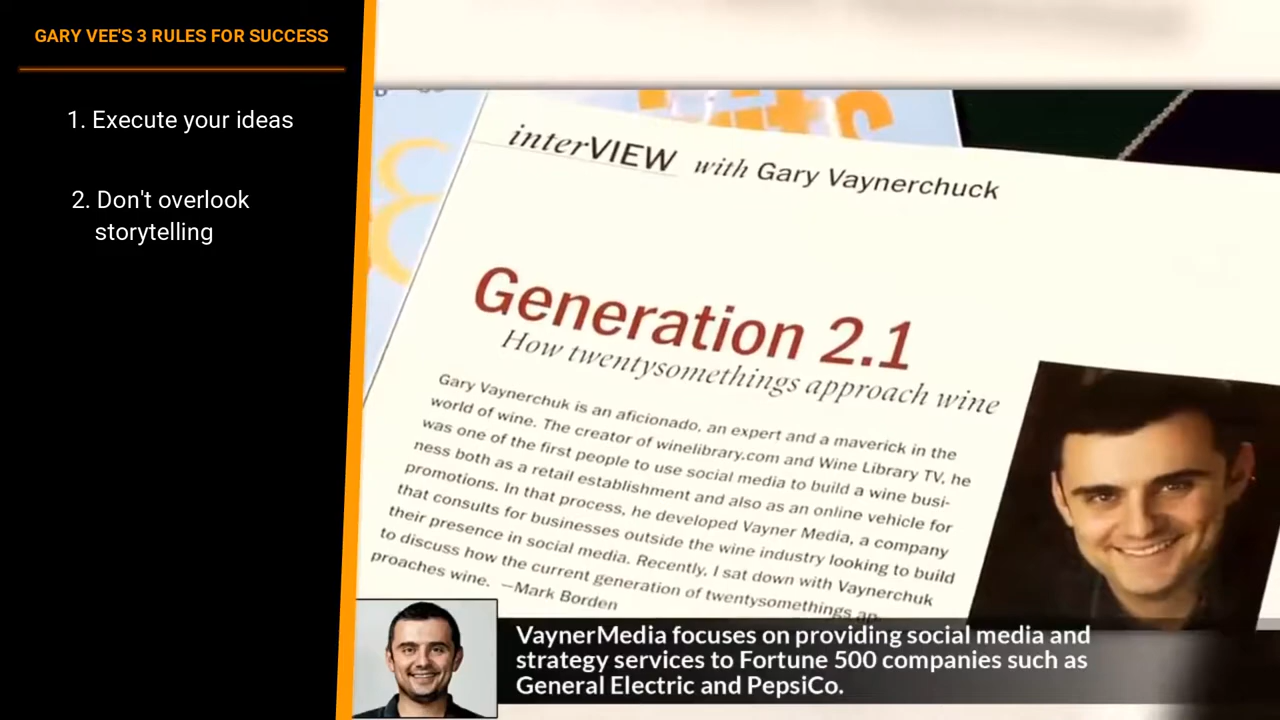 GARY VEE'S 3 RULES FOR SUCCESS
1. Execute your ideas
2. Don't overlook
storytelling
interVIEW with Gary Vaynerchuck
Generation 2.1
How twentysomethings approach wine
Gary Vaynerchuk is an aficionado, an expert and a maverick in the
world of wine. The creator of winelibrary.com and Wine Library TV, he
was one of the first people to use social media to build a wine busi-
ness both as a retail establishment and also as an online vehicle for
promotions. In that process, he developed Vayner Media, a company
that consults for businesses outside the wine industry looking to build
their presence in social media. Recently, I sat down with Vaynerchuk
to discuss how the current generation of twentysomethings ap-
proaches wine. —Mark Borden
VaynerMedia focuses on providing social media and
strategy services to Fortune 500 companies such as
General Electric and PepsiCo.